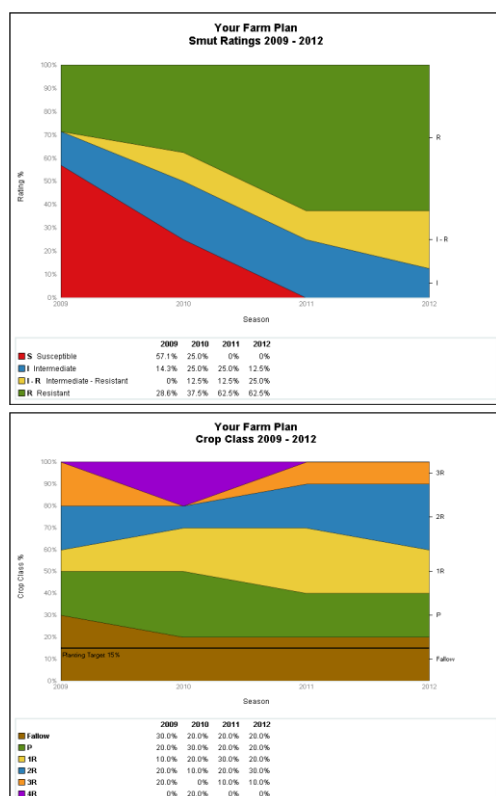 Your Farm Plan
Smut Ratings 2009 - 2012
100%
90%
80%
70%
60%
50%
40%
30%
20%
10%
0%
Rating %
R
I - R
I
2009 2010 2011 2012
Season
2009 2010 2011 2012
S Susceptible 57.1% 25.0% 0% 0%
I Intermediate 14.3% 25.0% 25.0% 12.5%
I - R Intermediate - Resistant 0% 12.5% 12.5% 25.0%
R Resistant 28.6% 37.5% 62.5% 62.5%
Your Farm Plan
Crop Class 2009 - 2012
100%
90%
80%
70%
60%
50%
40%
30%
20%
10%
0%
Crop Class %
3R
2R
1R
P
Fallow
Planting Target 15%
2009 2010 2011 2012
Season
2009 2010 2011 2012
Fallow 30.0% 20.0% 20.0% 20.0%
P 20.0% 30.0% 20.0% 20.0%
1R 10.0% 20.0% 30.0% 20.0%
2R 20.0% 10.0% 20.0% 30.0%
3R 20.0% 0% 10.0% 10.0%
4R 0% 20.0% 0% 0%